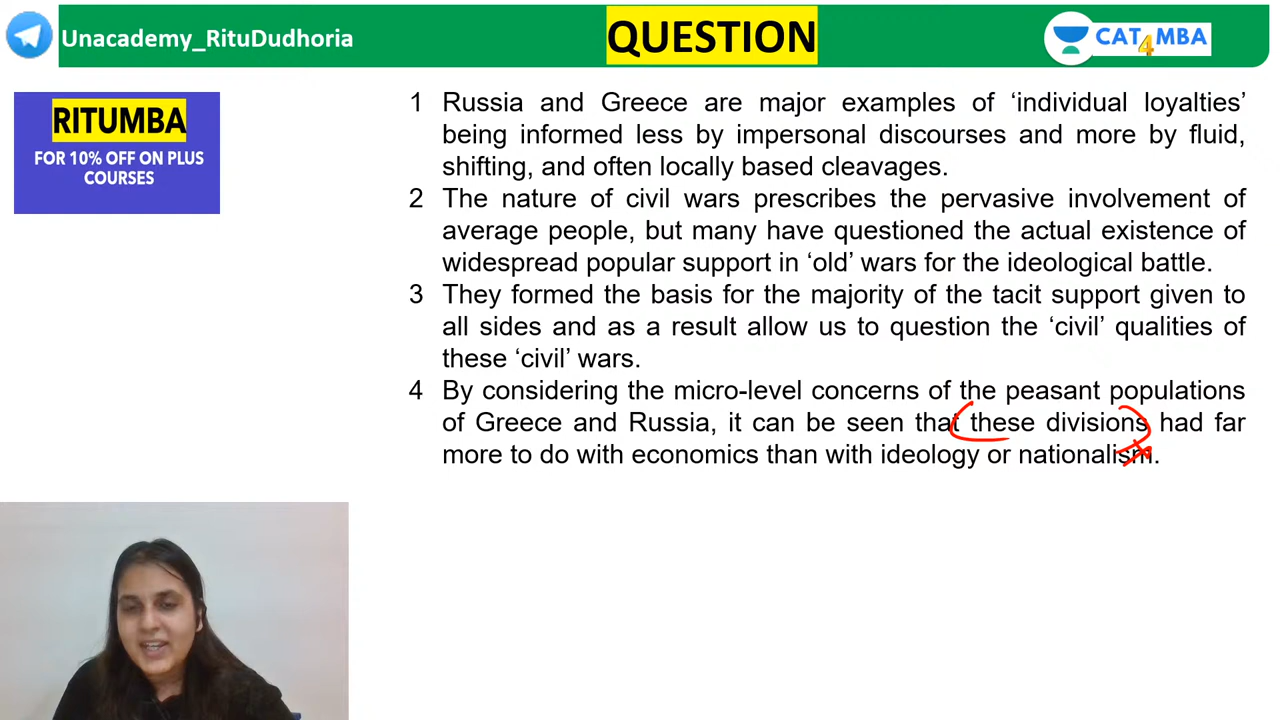 Unacademy_RituDudhoria
QUESTION
CAT4MBA
RITUMBA
FOR 10% OFF ON PLUS
COURSES
1 Russia and Greece are major examples of ‘individual loyalties’
being informed less by impersonal discourses and more by fluid,
shifting, and often locally based cleavages.
2 The nature of civil wars prescribes the pervasive involvement of
average people, but many have questioned the actual existence of
widespread popular support in ‘old’ wars for the ideological battle.
3 They formed the basis for the majority of the tacit support given to
all sides and as a result allow us to question the ‘civil’ qualities of
these ‘civil’ wars.
4 By considering the micro-level concerns of the peasant populations
of Greece and Russia, it can be seen that these divisions had far
more to do with economics than with ideology or nationalism.